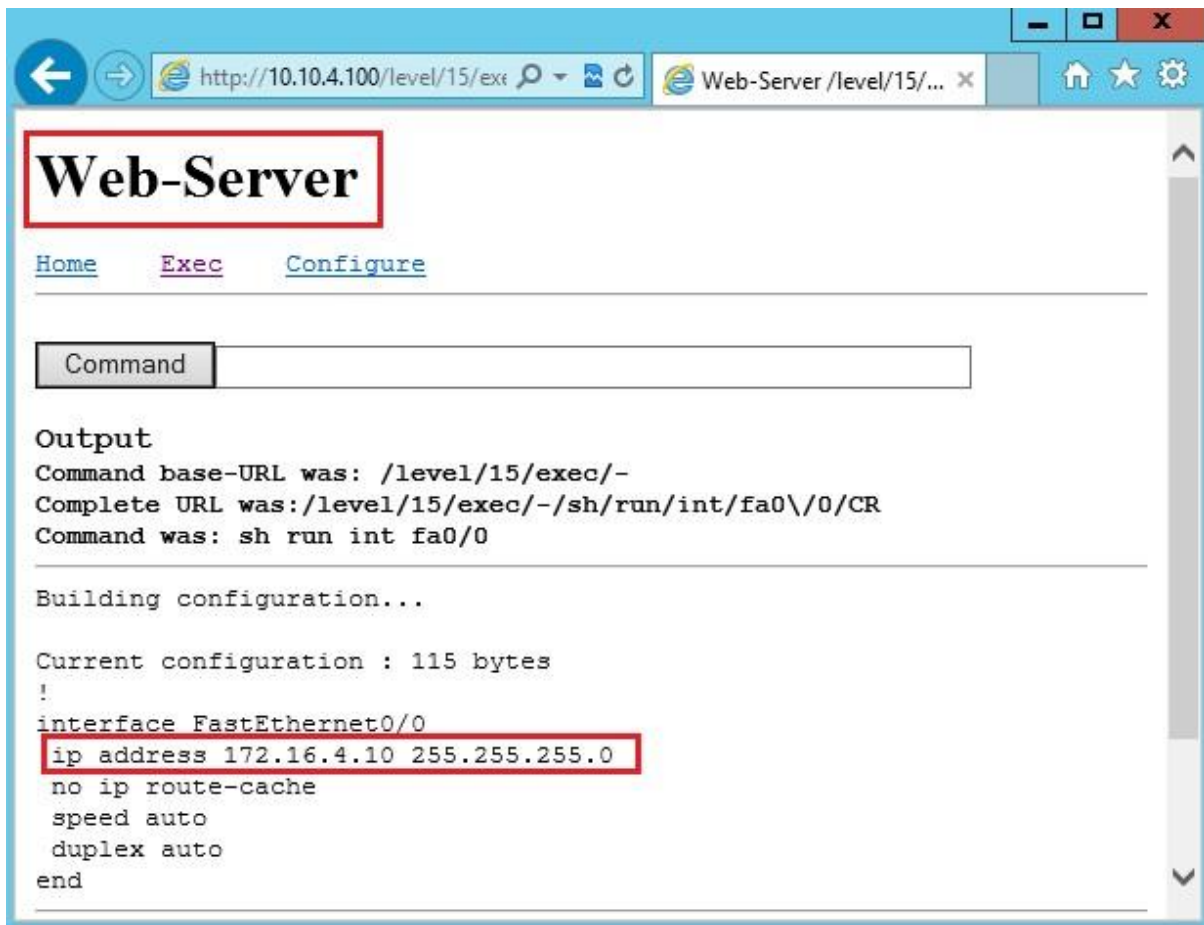 http://10.10.4.100/level/15/exe
Web-Server /level/15/...
Web-Server
Home Exec Configure
Command
Output
Command base-URL was: /level/15/exec/-
Complete URL was:/level/15/exec/-/sh/run/int/fa0\/0/CR
Command was: sh run int fa0/0
Building configuration...
Current configuration : 115 bytes
!
interface FastEthernet0/0
ip address 172.16.4.10 255.255.255.0
no ip route-cache
speed auto
duplex auto
end